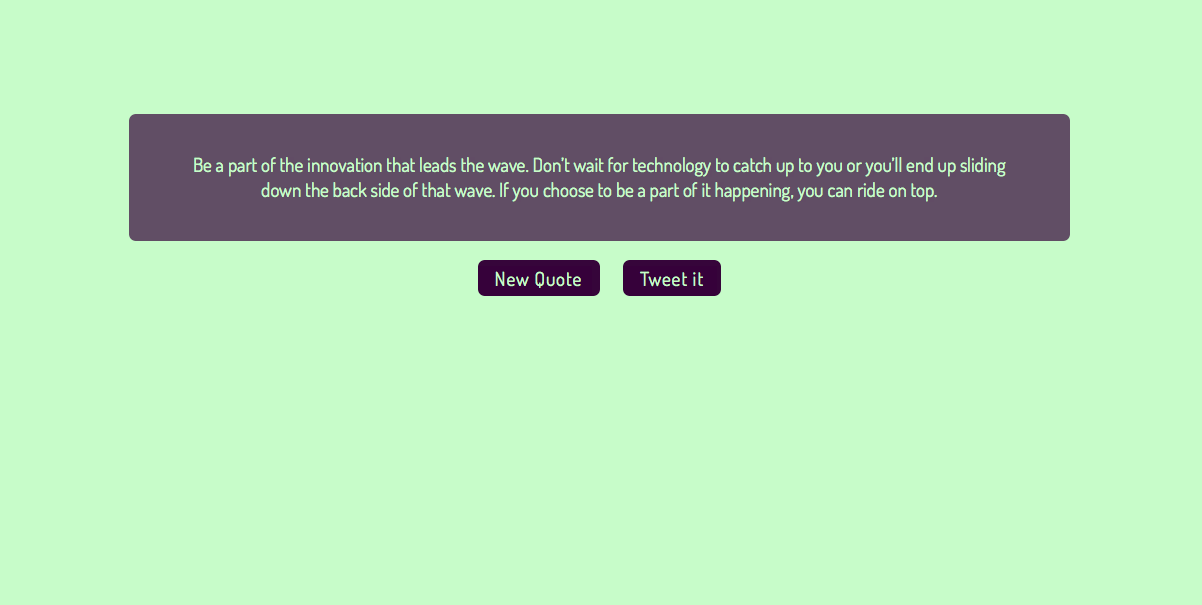 Be a part of the innovation that leads the wave. Don’t wait for technology to catch up to you or you’ll end up sliding
down the back side of that wave. If you choose to be a part of it happening, you can ride on top.
New Quote
Tweet it